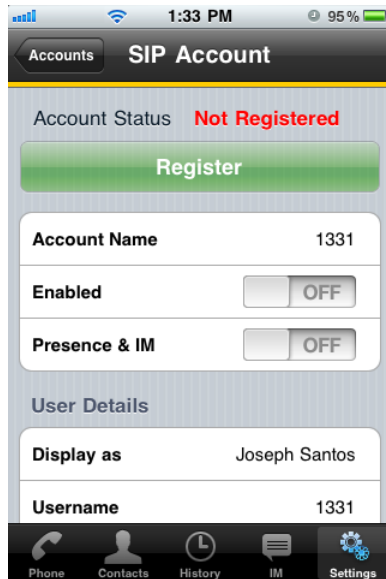 1:33 PM 95%
Accounts SIP Account
Account Status Not Registered
Register
Account Name 1331
Enabled OFF
Presence & IM OFF
User Details
Display as Joseph Santos
Username 1331
Phone Contacts History IM Settings